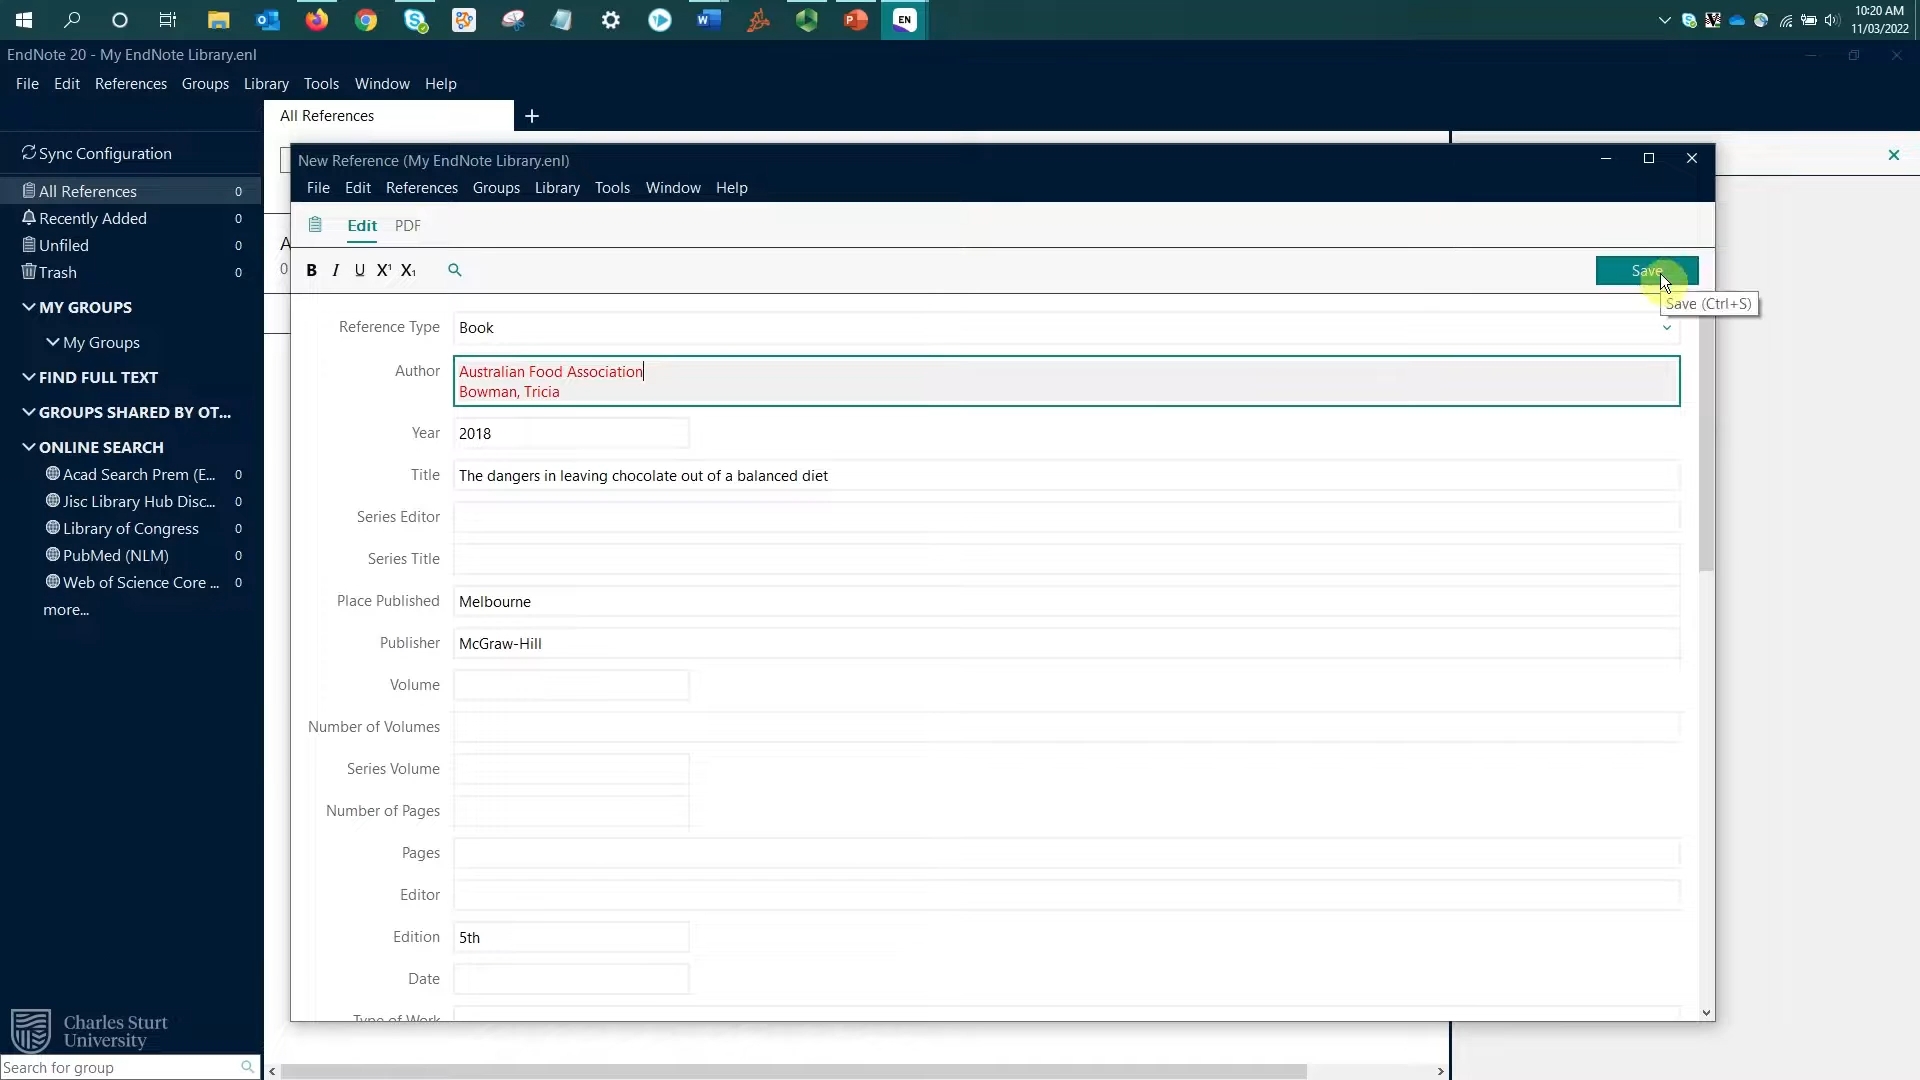 10:20 AM
11/03/2022
EN
EndNote 20 - My EndNote Library.enl
File Edit References Groups Library Tools Window Help
All References
Sync Configuration
All References 0
Recently Added 0
Unfiled 0
Trash 0
MY GROUPS
My Groups
FIND FULL TEXT
GROUPS SHARED BY OT...
ONLINE SEARCH
Acad Search Prem (E... 0
Jisc Library Hub Disc... 0
Library of Congress 0
PubMed (NLM) 0
Web of Science Core ... 0
more...
Charles Sturt
University
Search for group
New Reference (My EndNote Library.enl)
File Edit References Groups Library Tools Window Help
Edit PDF
B I U X¹ X₁
Save
Save (Ctrl+S)
Reference Type Book
Author Australian Food Association
Bowman, Tricia
Year 2018
Title The dangers in leaving chocolate out of a balanced diet
Series Editor
Series Title
Place Published Melbourne
Publisher McGraw-Hill
Volume
Number of Volumes
Series Volume
Number of Pages
Pages
Editor
Edition 5th
Date
Type of Work